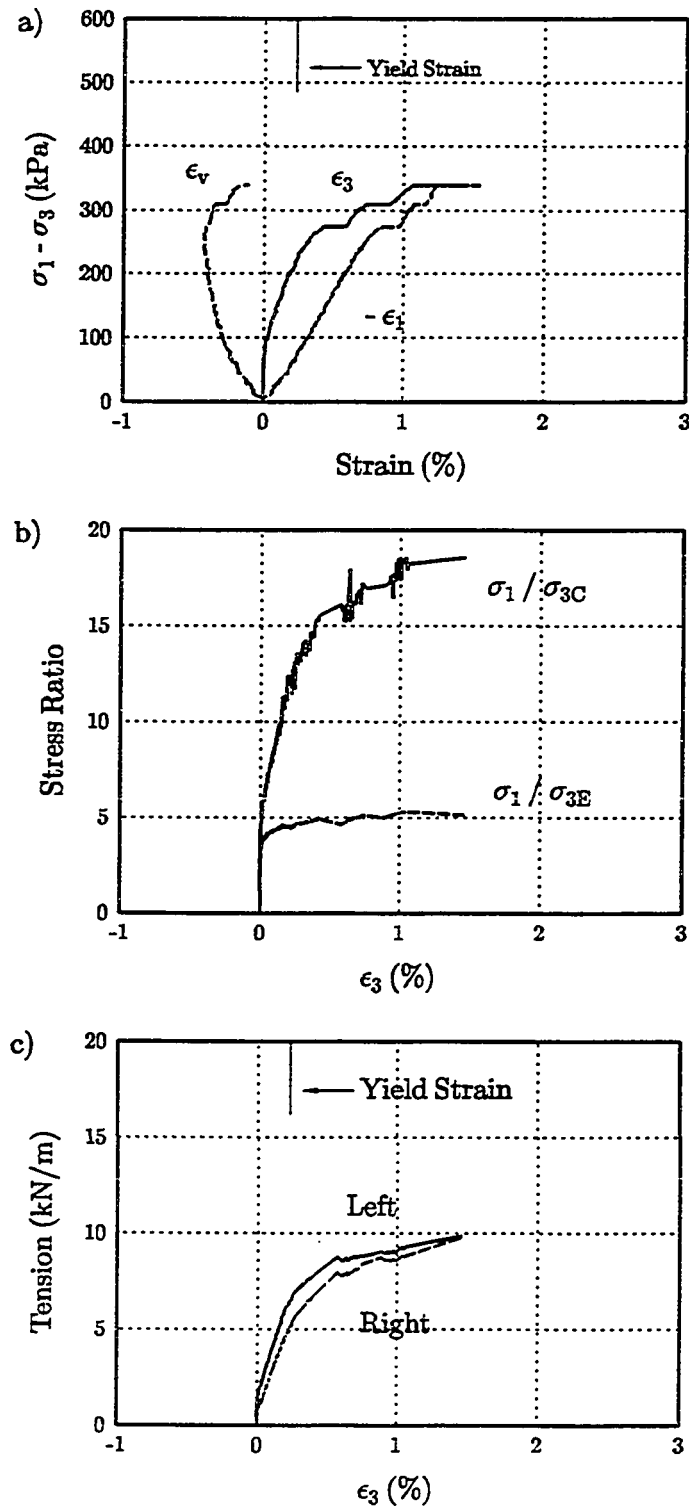 a)
600
500
400
300
200
100
0
σ₁ - σ₃ (kPa)
Yield Strain
ϵᵥ
ϵ₃
- ϵ₁
-1 0 1 2 3
Strain (%)
b)
20
15
10
5
0
Stress Ratio
σ₁ / σ₃C
σ₁ / σ₃E
-1 0 1 2 3
ϵ₃ (%)
c)
20
15
10
5
0
Tension (kN/m)
Yield Strain
Left
Right
-1 0 1 2 3
ϵ₃ (%)